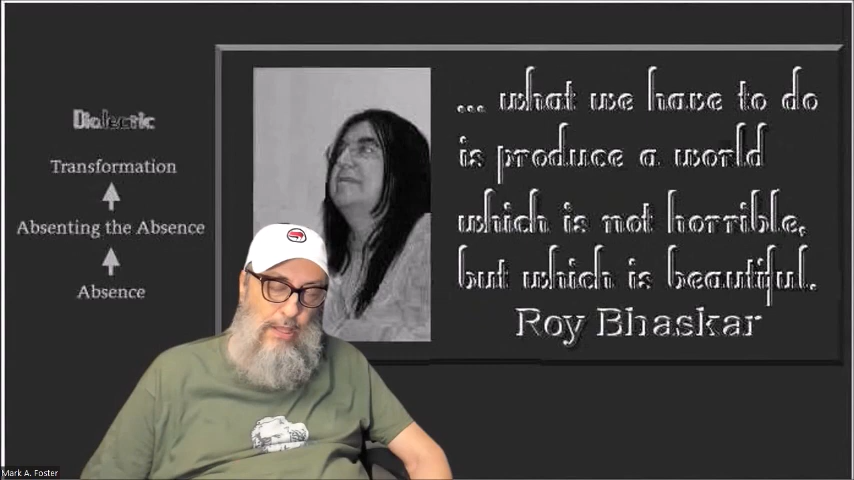 Dialectic
Transformation
Absenting the Absence
Absence
... what we have to do
is produce a world
which is not horrible,
but which is beautiful.
Roy Bhaskar
Mark A. Foster